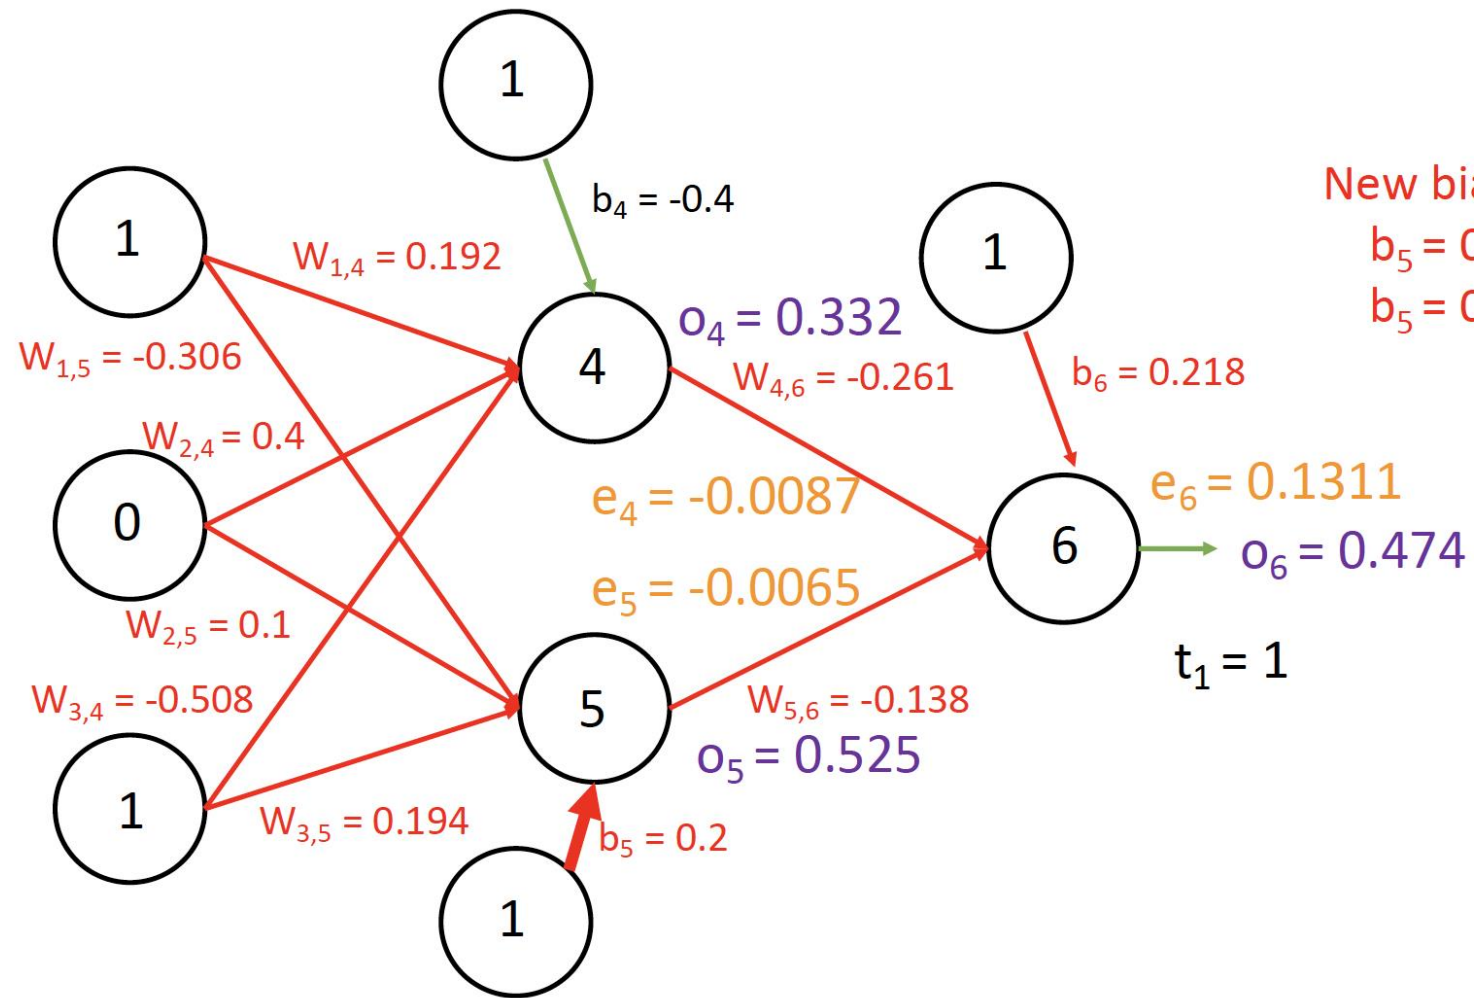 1
b₄ = -0.4
New
1
W₁,₄ = 0.192
1
b₅ =
b₅ =
o₄ = 0.332
W₁,₅ = -0.306
4
W₄,₆ = -0.261
b₆ = 0.218
W₂,₄ = 0.4
e₄ = -0.0087
e₆ = 0.1311
0
6
o₆ = 0.474
e₅ = -0.0065
W₂,₅ = 0.1
t₁ = 1
W₃,₄ = -0.508
5
W₅,₆ = -0.138
o₅ = 0.525
1
W₃,₅ = 0.194
b₅ = 0.2
1